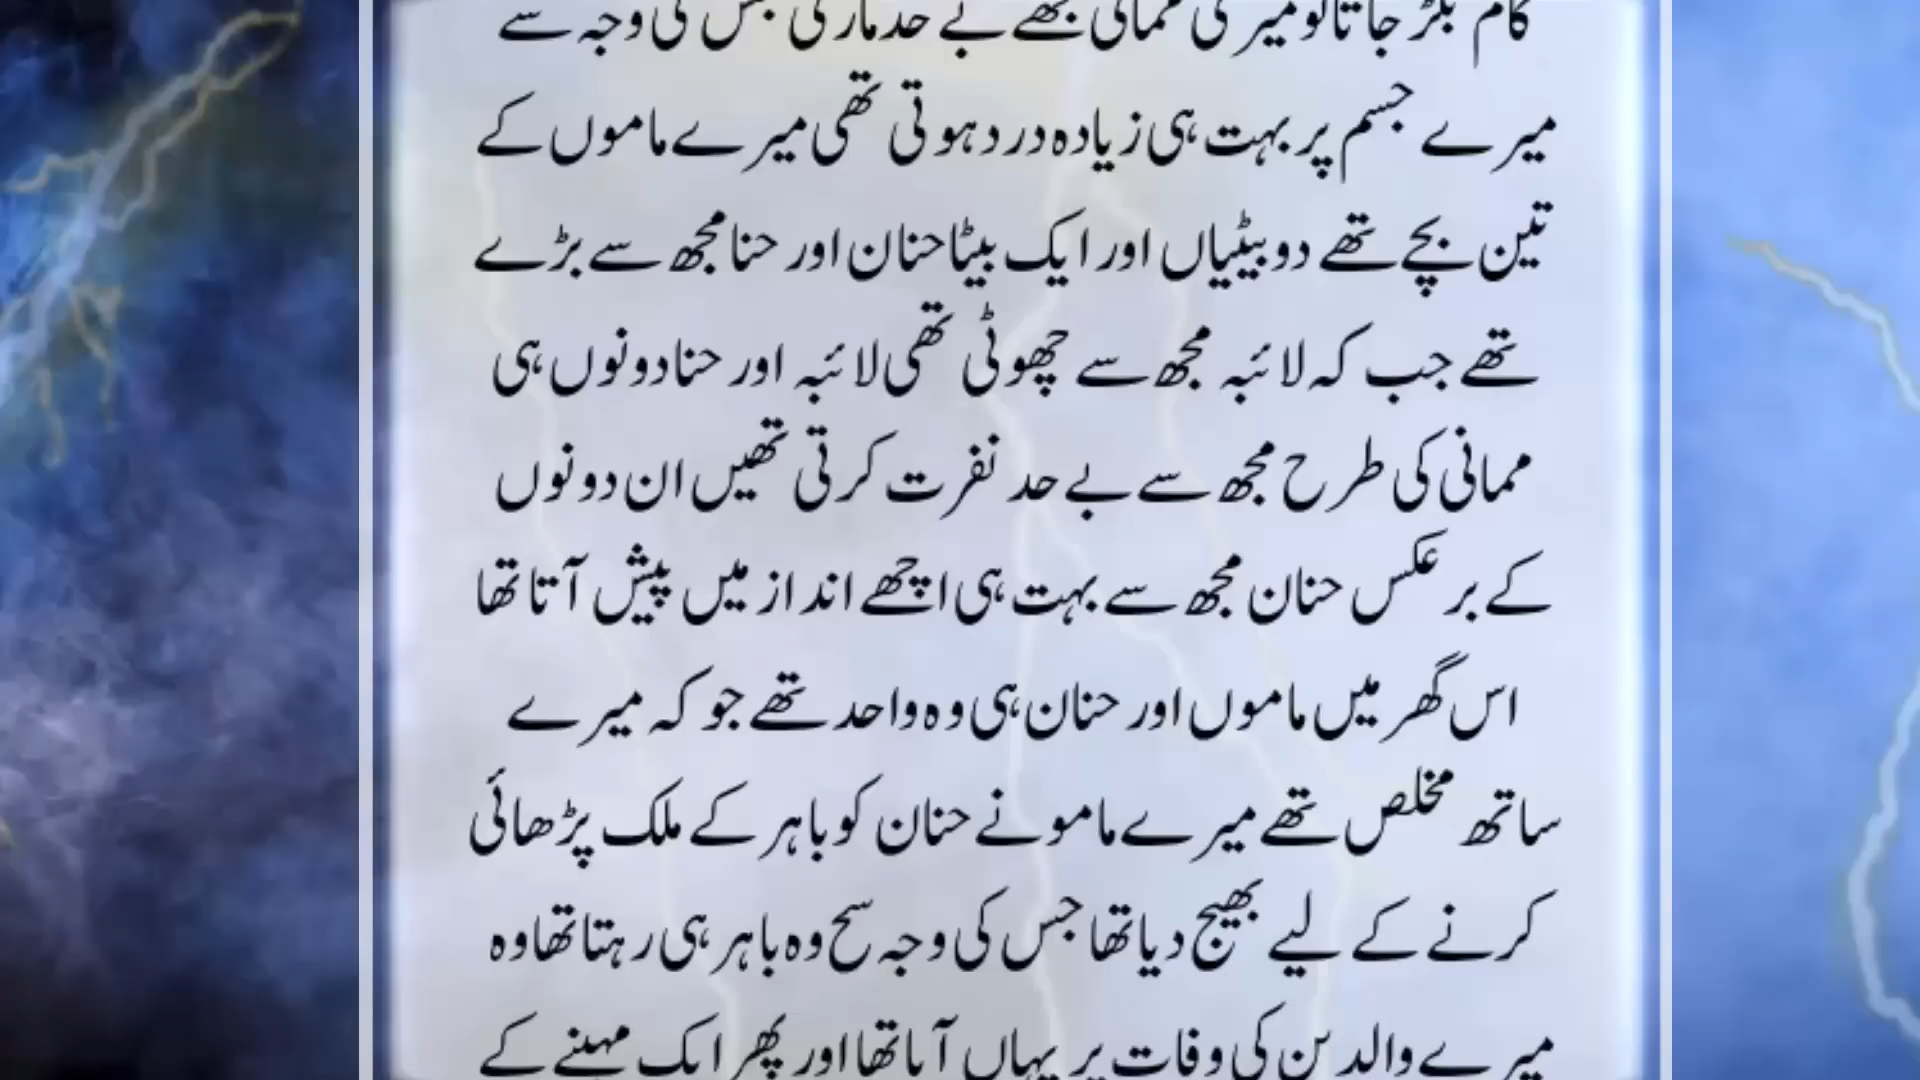 کام بگڑ جاتا تو میری ممانی مجھے بے حد مارتی جس کی وجہ سے
میرے جسم پر بہت ہی زیادہ درد ہوتی تھی میرے ماموں کے
تین بچے تھے دو بیٹیاں اور ایک بیٹا حنان اور حنا مجھ سے بڑے
تھے جب کہ لائبہ مجھ سے چھوٹی تھی لائبہ اور حنا دونوں ہی
ممانی کی طرح مجھ سے بے حد نفرت کرتی تھیں ان دونوں
کے برعکس حنان مجھ سے بہت ہی اچھے انداز میں پیش آتا تھا
اس گھر میں ماموں اور حنان ہی وہ واحد تھے جو کہ میرے
ساتھ مخلص تھے میرے مامو نے حنان کو باہر کے ملک پڑھائی
کرنے کے لیے بھیج دیا تھا جس کی وجہ سح وہ باہر ہی رہتا تھا وہ
میرے والدین کی وفات پر یہاں آیا تھا اور پھر ایک مہینے کے